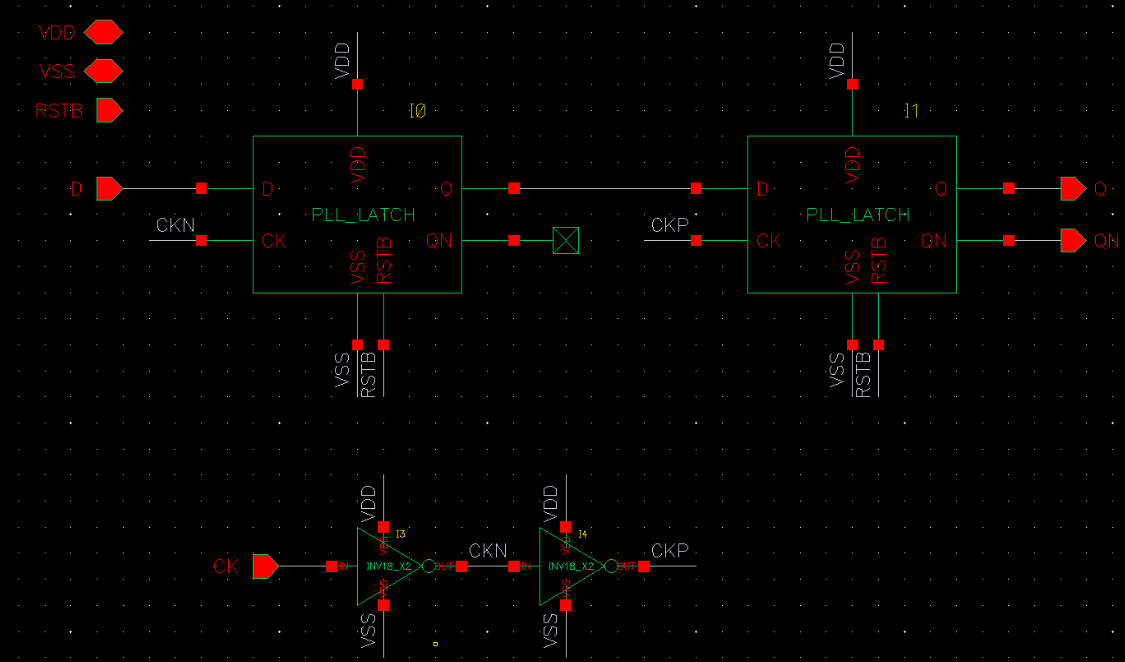 VDD
VSS
RSTB
VDD
I0
VDD
I1
D
D
VDD
Q
D
VDD
Q
Q
PLL_LATCH
PLL_LATCH
CKN
CK
VSS
RSTB
QN
CKP
CK
VSS
RSTB
QN
QN
VSS
RSTB
VSS
RSTB
VDD
I3
VDD
I4
CK
IN
INV18_X2
OUT
CKN
IN
INV18_X2
OUT
CKP
VSS
VSS
VSS
VSS